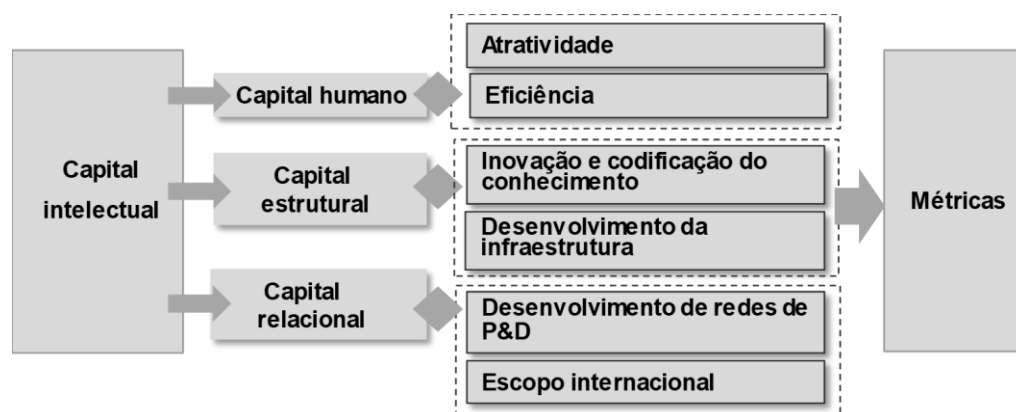 Capital
intelectual
Capital humano
Atratividade
Eficiência
Capital
estrutural
Inovação e codificação do
conhecimento
Desenvolvimento da
infraestrutura
Capital
relacional
Desenvolvimento de redes de
P&D
Escopo internacional
Métricas